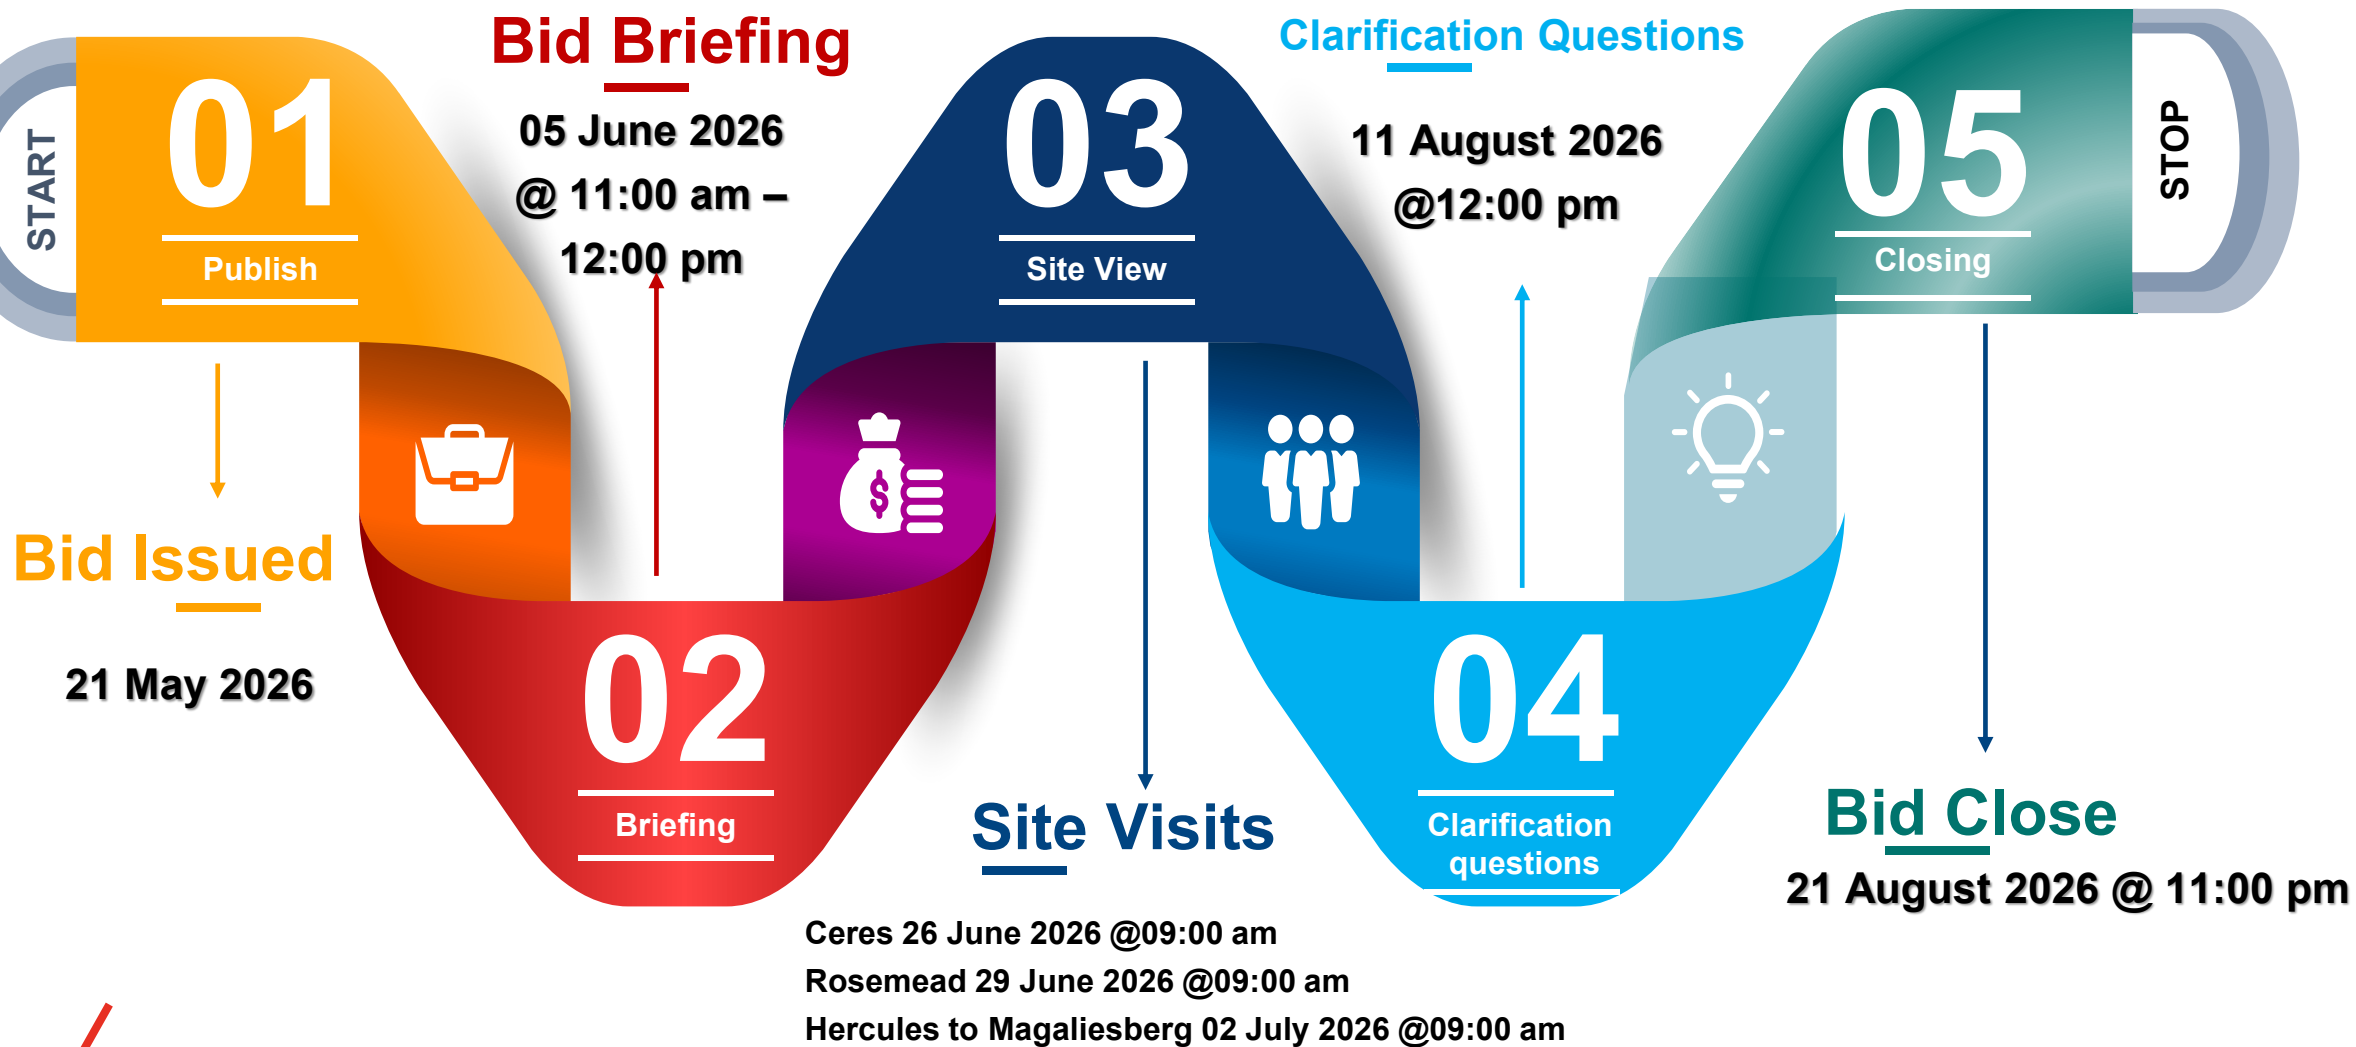 START
01
Publish
Bid Issued
21 May 2026
Bid Briefing
05 June 2026
@ 11:00 am –
12:00 pm
02
Briefing
03
Site View
Site Visits
Ceres 26 June 2026 @09:00 am
Rosemead 29 June 2026 @09:00 am
Hercules to Magaliesberg 02 July 2026 @09:00 am
Clarification Questions
11 August 2026
@12:00 pm
04
Clarification
questions
05
Closing
STOP
Bid Close
21 August 2026 @ 11:00 pm
$